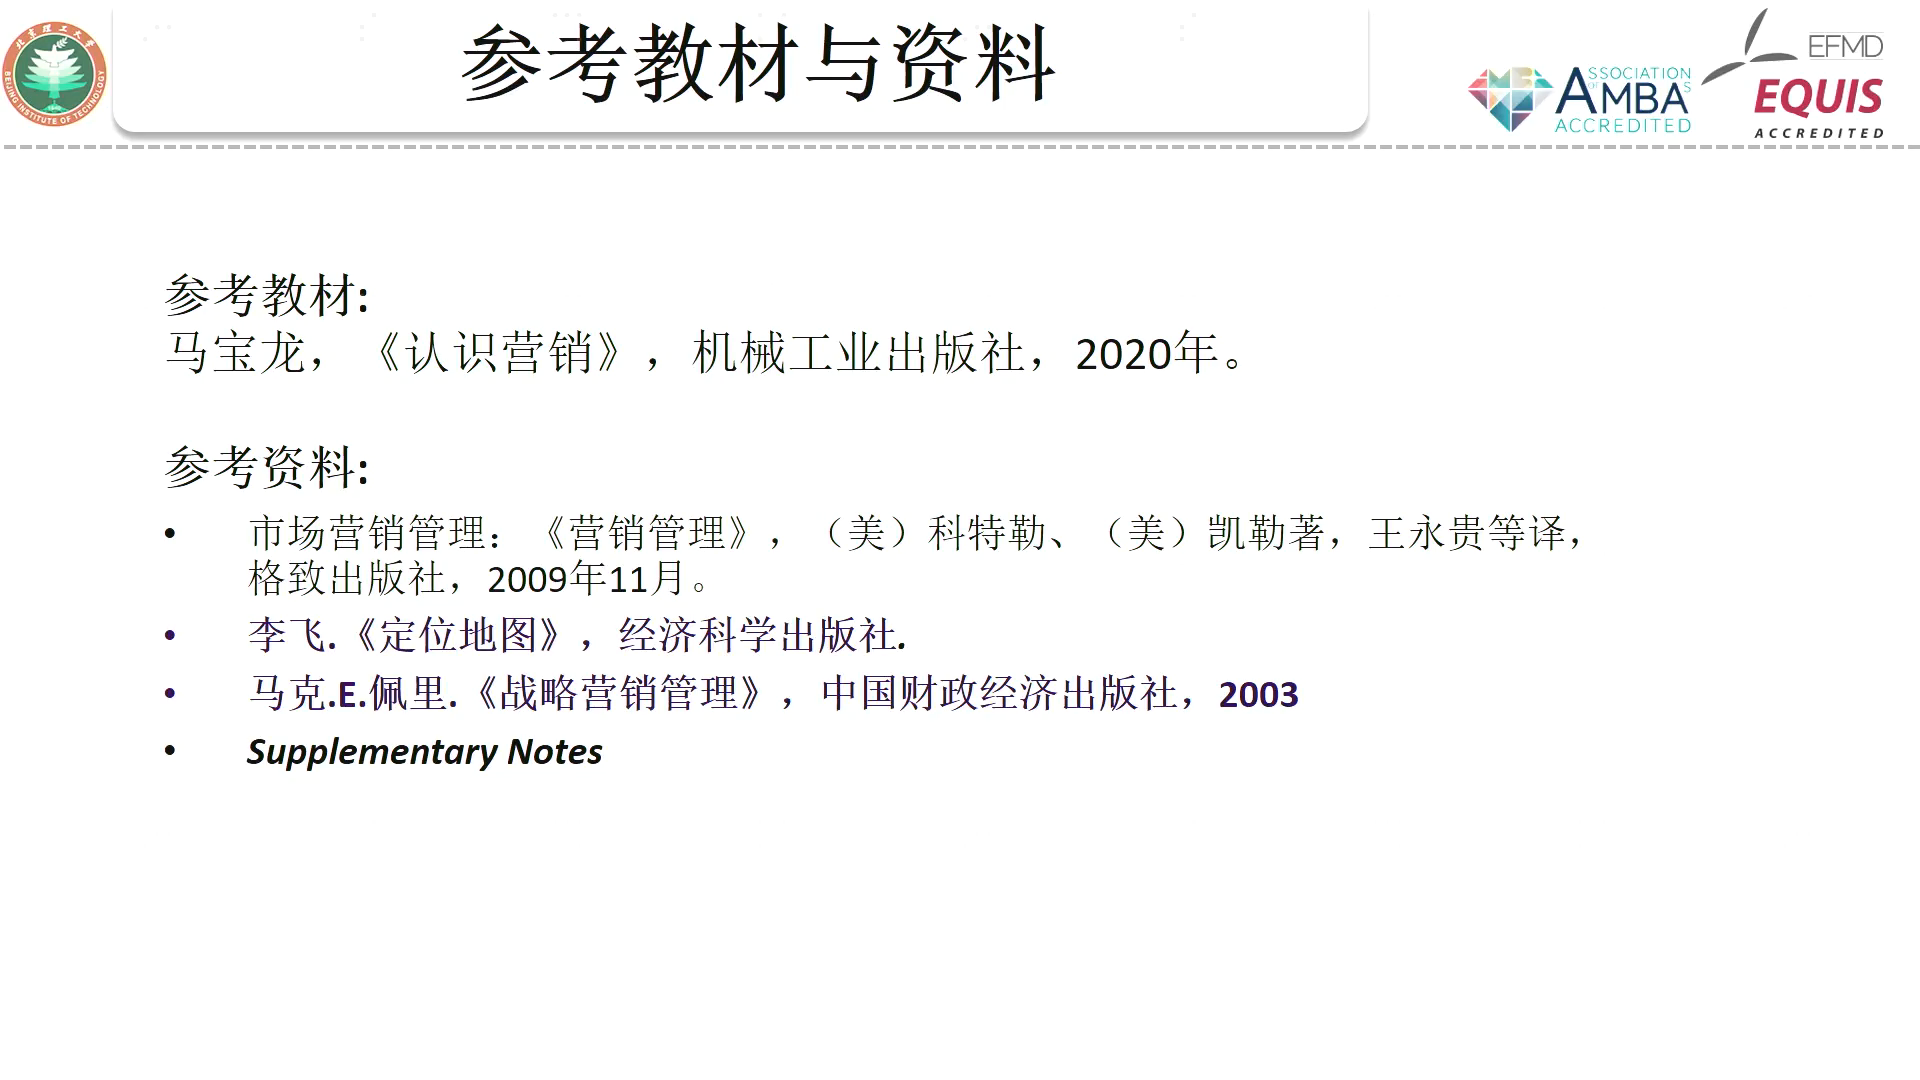 北京理工大学
BEIJING INSTITUTE OF TECHNOLOGY
参考教材与资料
ASSOCIATION
OF MBAS
ACCREDITED
EFMD
EQUIS
ACCREDITED
参考教材:
马宝龙，《认识营销》，机械工业出版社，2020年。
参考资料:
• 市场营销管理：《营销管理》，（美）科特勒、（美）凯勒著，王永贵等译，
格致出版社，2009年11月。
• 李飞.《定位地图》，经济科学出版社.
• 马克.E.佩里.《战略营销管理》，中国财政经济出版社，2003
• Supplementary Notes